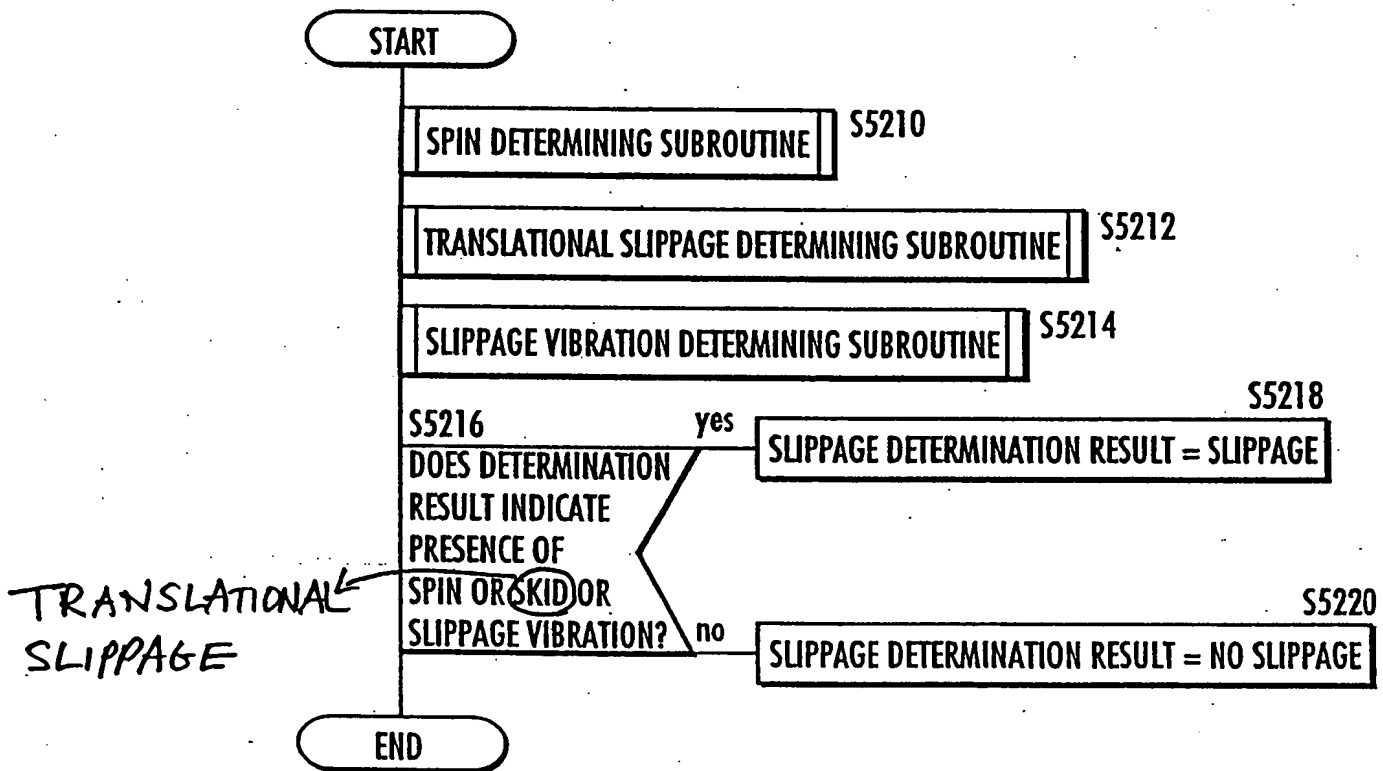 START
SPIN DETERMINING SUBROUTINE
S5210
TRANSLATIONAL SLIPPAGE DETERMINING SUBROUTINE
S5212
SLIPPAGE VIBRATION DETERMINING SUBROUTINE
S5214
S5216
DOES DETERMINATION
RESULT INDICATE
PRESENCE OF
SPIN OR SKID OR
SLIPPAGE VIBRATION?
TRANSLATIONAL
SLIPPAGE
yes
S5218
SLIPPAGE DETERMINATION RESULT = SLIPPAGE
no
S5220
SLIPPAGE DETERMINATION RESULT = NO SLIPPAGE
END